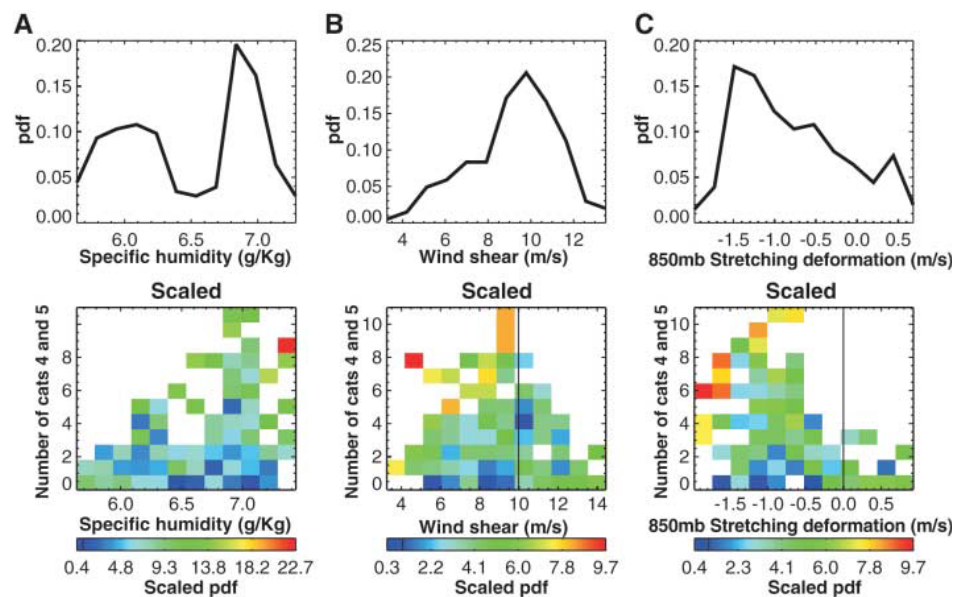 A
B
C
0.20
0.15
0.10
0.05
0.00
pdf
6.0 6.5 7.0
Specific humidity (g/Kg)
0.25
0.20
0.15
0.10
0.05
0.00
pdf
4 6 8 10 12
Wind shear (m/s)
0.20
0.15
0.10
0.05
0.00
pdf
-1.5 -1.0 -0.5 0.0 0.5
850mb Stretching deformation (m/s)
Scaled
10
8
6
4
2
0
Number of cats 4 and 5
6.0 6.5 7.0
Specific humidity (g/Kg)
0.4 4.8 9.3 13.8 18.2 22.7
Scaled pdf
Scaled
10
8
6
4
2
0
Number of cats 4 and 5
4 6 8 10 12 14
Wind shear (m/s)
0.3 2.2 4.1 6.0 7.8 9.7
Scaled pdf
Scaled
10
8
6
4
2
0
Number of cats 4 and 5
-1.5 -1.0 -0.5 0.0 0.5
850mb Stretching deformation (m/s)
0.4 2.3 4.1 6.0 7.8 9.7
Scaled pdf